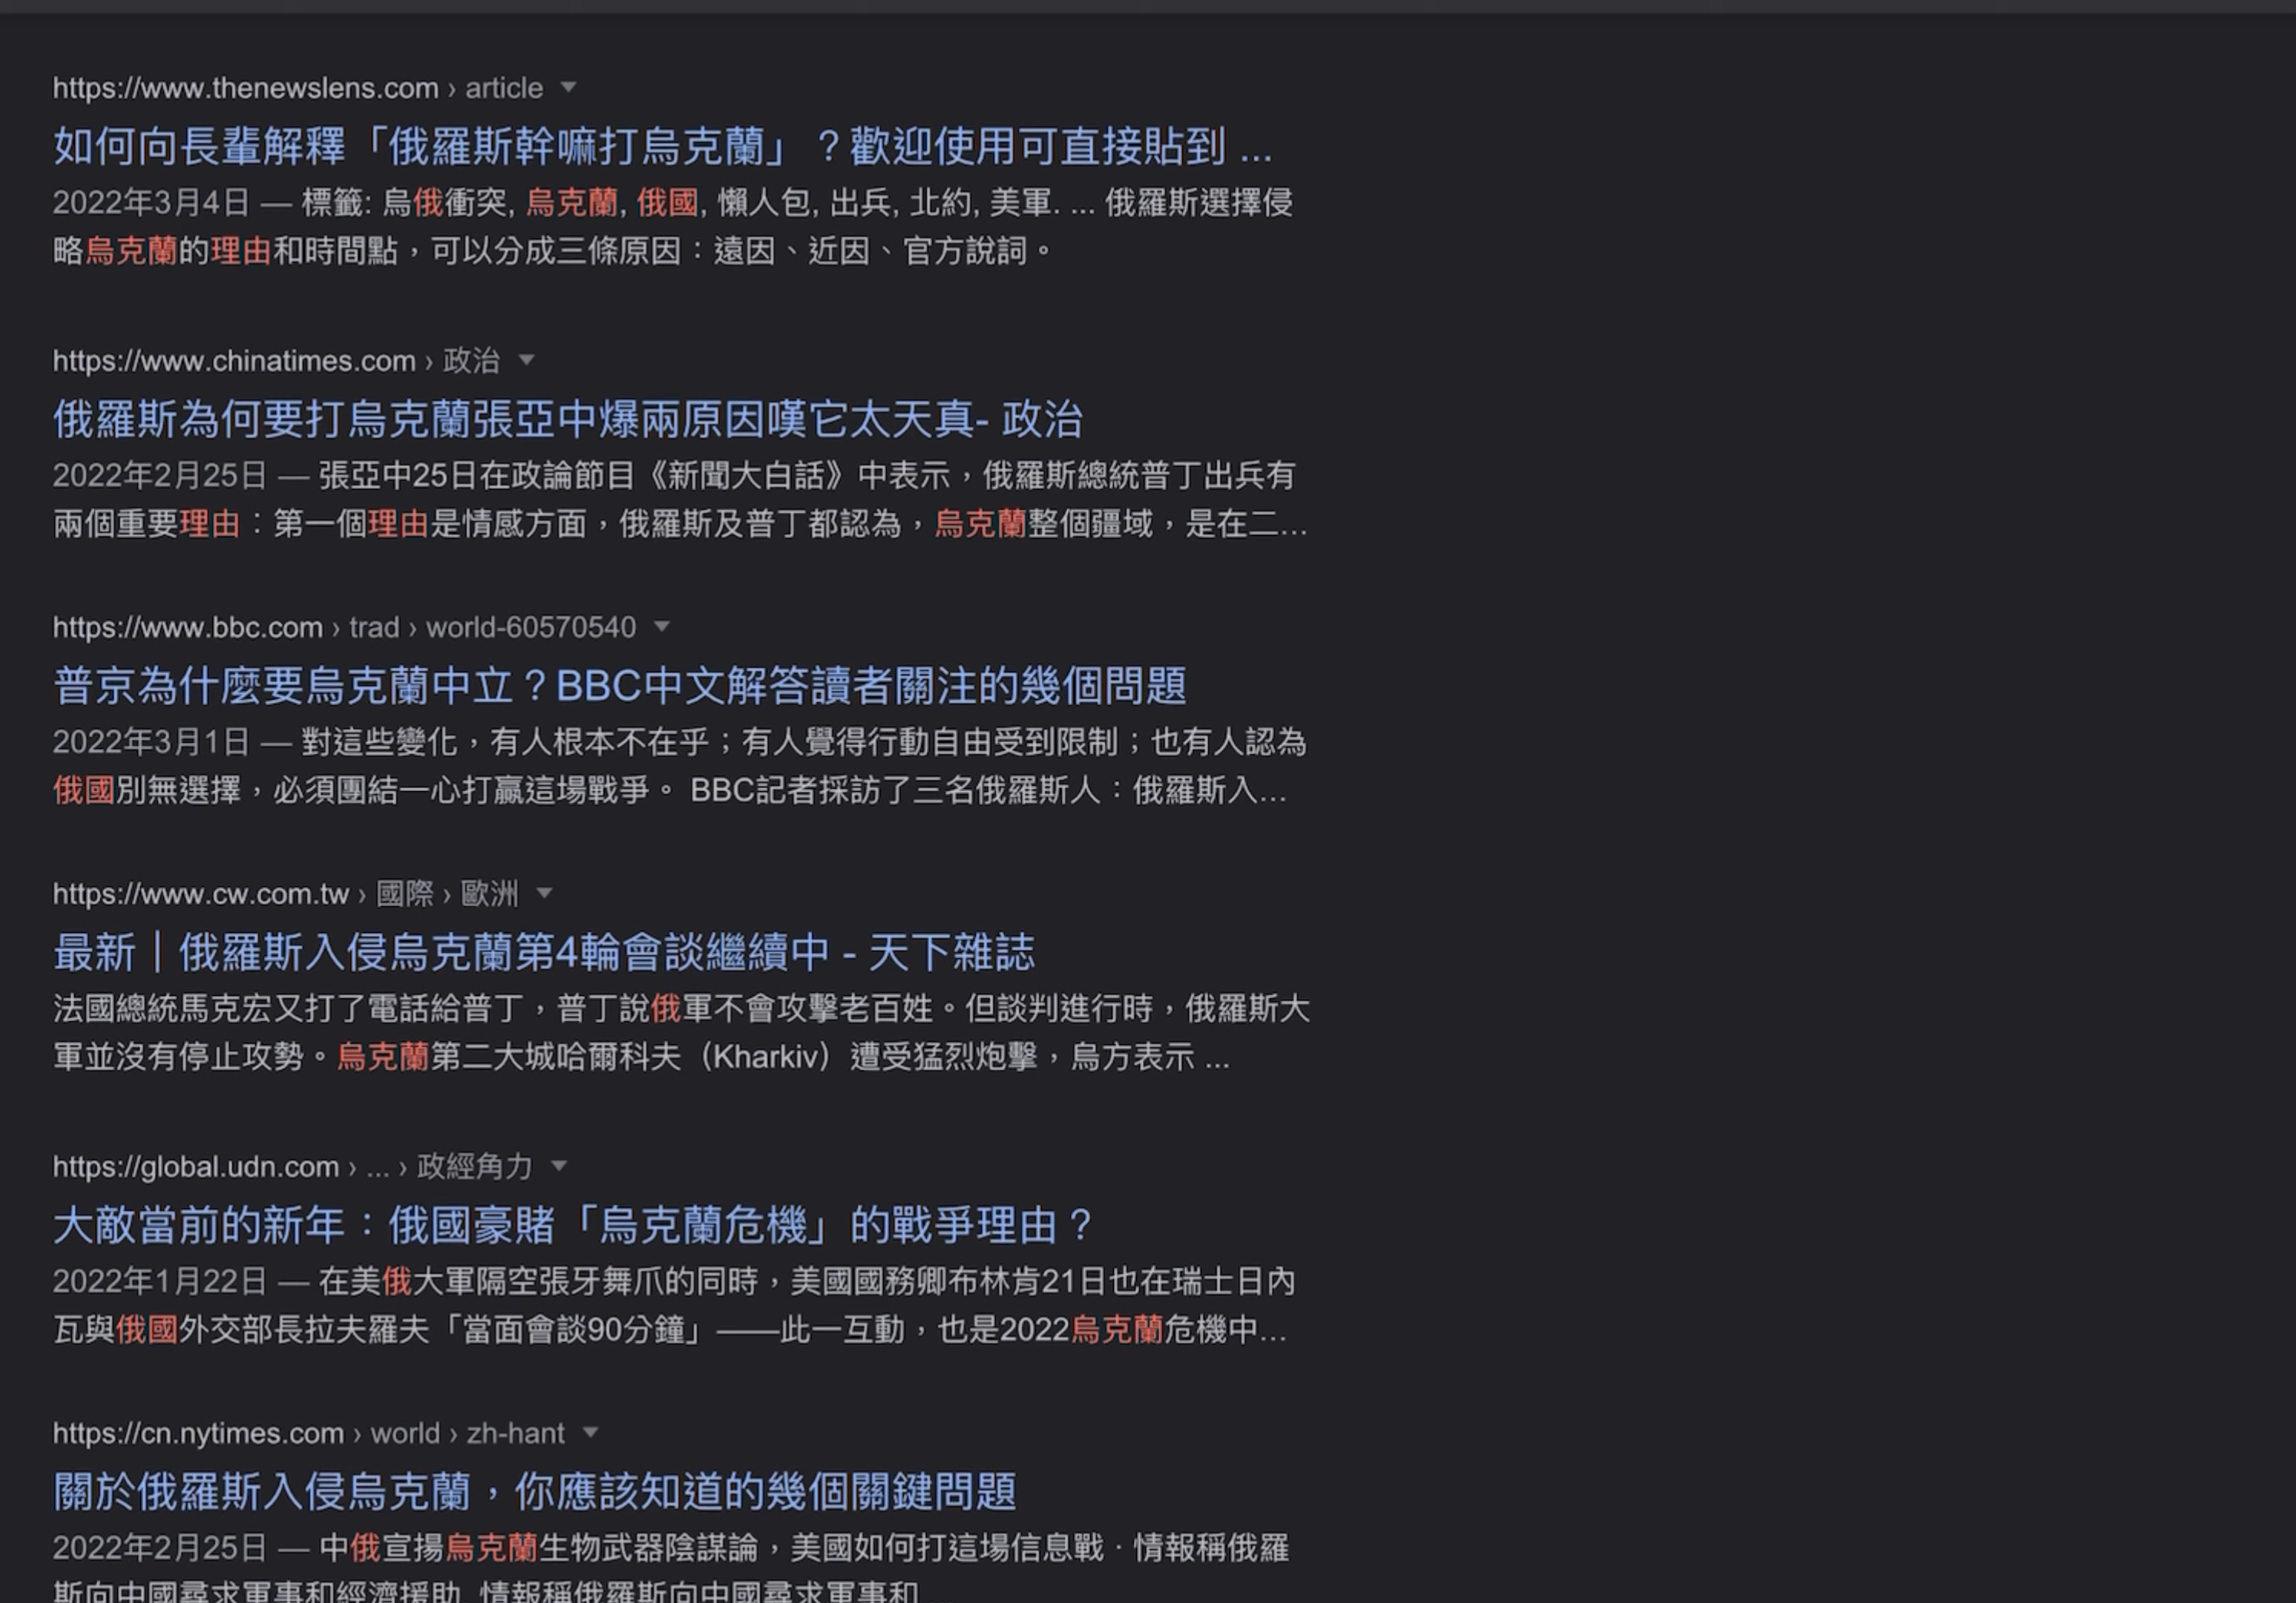 https://www.thenewslens.com › article
如何向長輩解釋「俄羅斯幹嘛打烏克蘭」？歡迎使用可直接貼到 ...
2022年3月4日 — 標籤: 烏俄衝突, 烏克蘭, 俄國, 懶人包, 出兵, 北約, 美軍. ... 俄羅斯選擇侵
略烏克蘭的理由和時間點，可以分成三條原因：遠因、近因、官方說詞。
https://www.chinatimes.com › 政治
俄羅斯為何要打烏克蘭張亞中爆兩原因嘆它太天真- 政治
2022年2月25日 — 張亞中25日在政論節目《新聞大白話》中表示，俄羅斯總統普丁出兵有
兩個重要理由：第一個理由是情感方面，俄羅斯及普丁都認為，烏克蘭整個疆域，是在二...
https://www.bbc.com › trad › world-60570540
普京為什麼要烏克蘭中立？BBC中文解答讀者關注的幾個問題
2022年3月1日 — 對這些變化，有人根本不在乎；有人覺得行動自由受到限制；也有人認為
俄國別無選擇，必須團結一心打贏這場戰爭。 BBC記者採訪了三名俄羅斯人：俄羅斯入...
https://www.cw.com.tw › 國際 › 歐洲
最新｜俄羅斯入侵烏克蘭第4輪會談繼續中 - 天下雜誌
法國總統馬克宏又打了電話給普丁，普丁說俄軍不會攻擊老百姓。但談判進行時，俄羅斯大
軍並沒有停止攻勢。烏克蘭第二大城哈爾科夫（Kharkiv）遭受猛烈炮擊，烏方表示 ...
https://global.udn.com › ... › 政經角力
大敵當前的新年：俄國豪賭「烏克蘭危機」的戰爭理由？
2022年1月22日 — 在美俄大軍隔空張牙舞爪的同時，美國國務卿布林肯21日也在瑞士日內
瓦與俄國外交部長拉夫羅夫「當面會談90分鐘」——此一互動，也是2022烏克蘭危機中...
https://cn.nytimes.com › world › zh-hant
關於俄羅斯入侵烏克蘭，你應該知道的幾個關鍵問題
2022年2月25日 — 中俄宣揚烏克蘭生物武器陰謀論，美國如何打這場信息戰 · 情報稱俄羅
斯向中國尋求軍事和經濟援助 情報稱俄羅斯向中國尋求軍事和